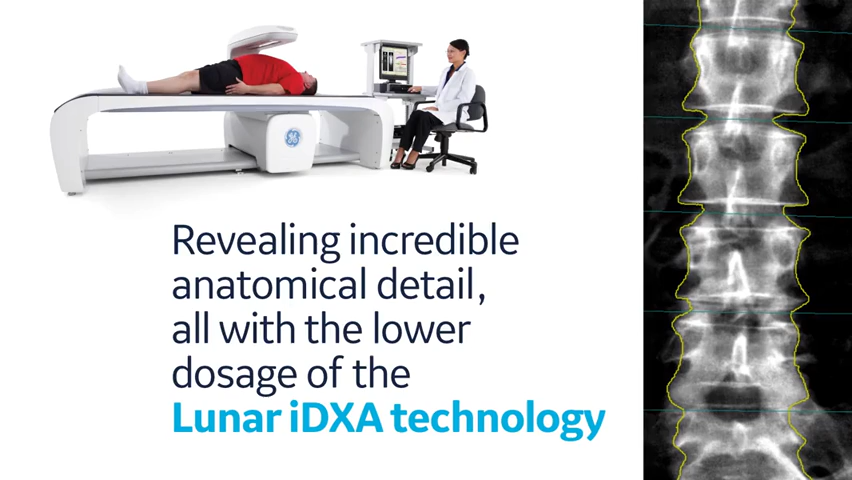 Revealing incredible
anatomical detail,
all with the lower
dosage of the
Lunar iDXA technology